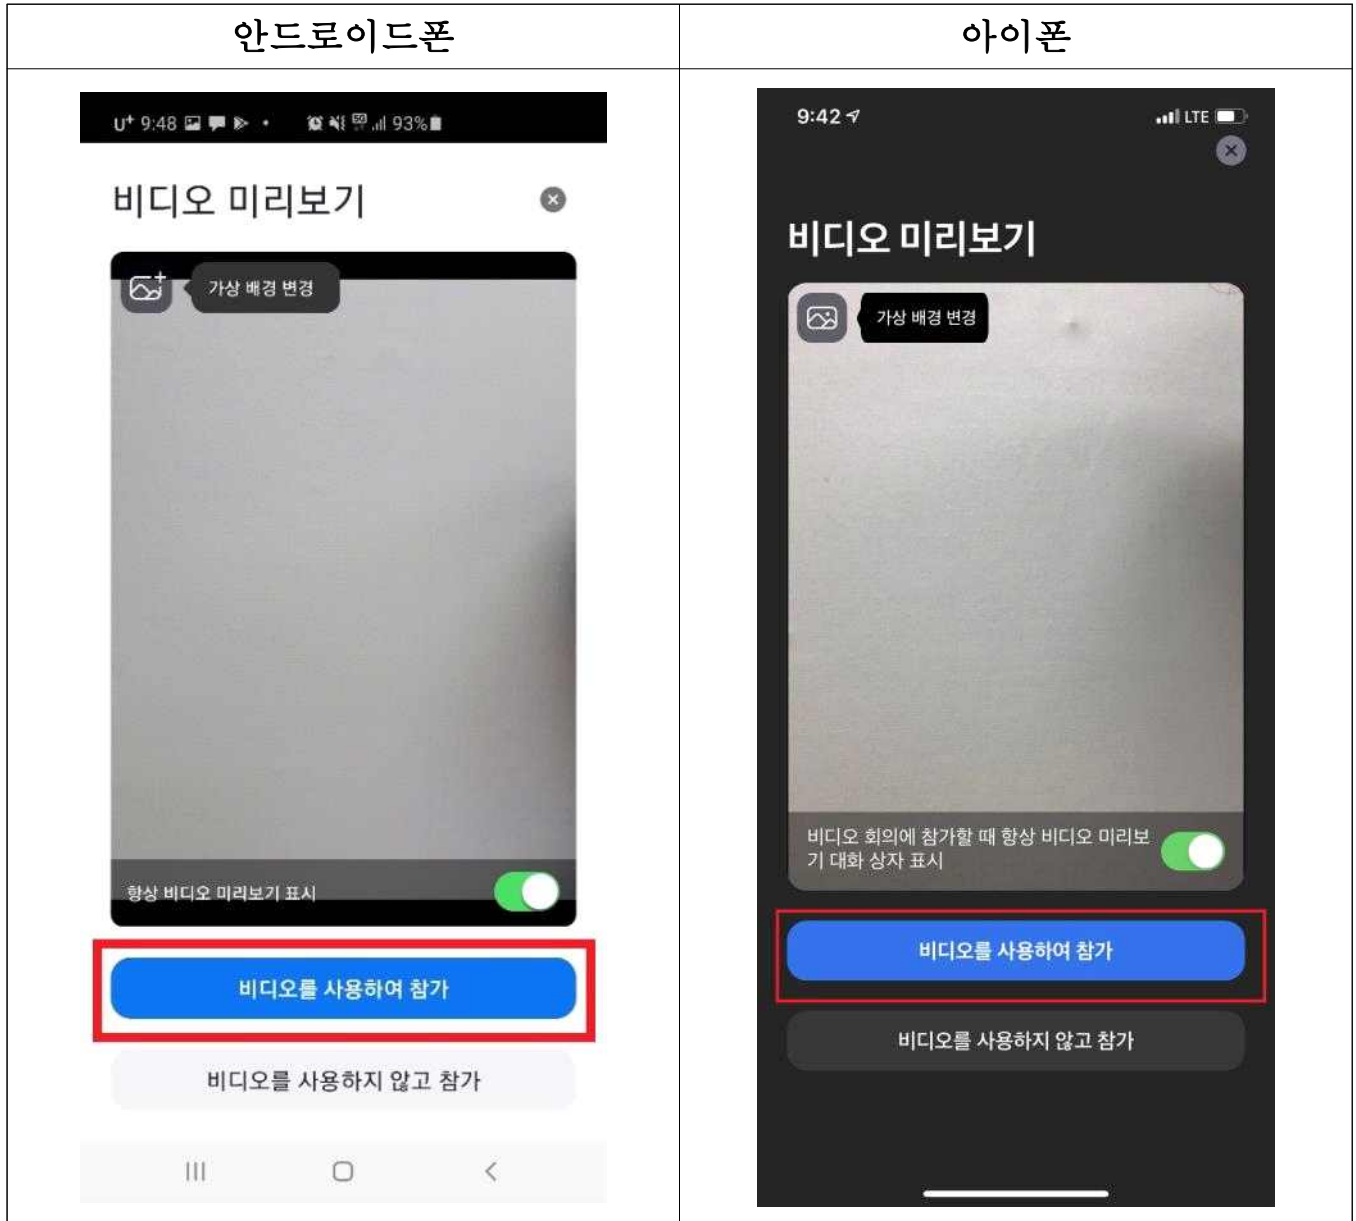 안드로이드폰
아이폰
U+ 9:48 93%
비디오 미리보기
가상 배경 변경
항상 비디오 미리보기 표시
비디오를 사용하여 참가
비디오를 사용하지 않고 참가
9:42 LTE
비디오 미리보기
가상 배경 변경
비디오 회의에 참가할 때 항상 비디오 미리보
기 대화 상자 표시
비디오를 사용하여 참가
비디오를 사용하지 않고 참가